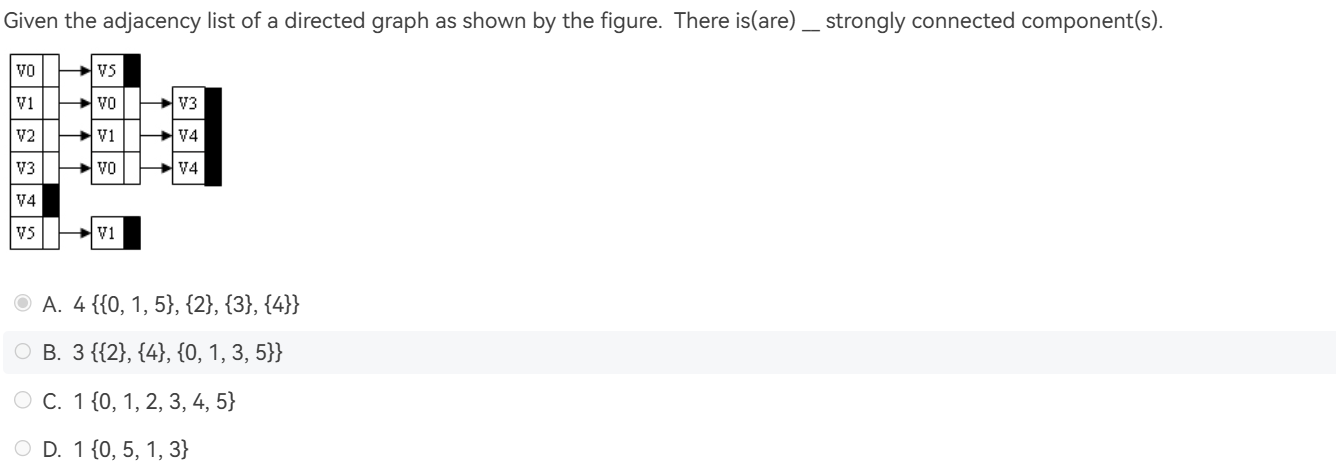 Given the adjacency list of a directed graph as shown by the figure. There is(are) __ strongly connected component(s).
V0 V5
V1 V0 V3
V2 V1 V4
V3 V0 V4
V4
V5 V1
A. 4 {{0, 1, 5}, {2}, {3}, {4}}
B. 3 {{2}, {4}, {0, 1, 3, 5}}
C. 1 {0, 1, 2, 3, 4, 5}
D. 1 {0, 5, 1, 3}